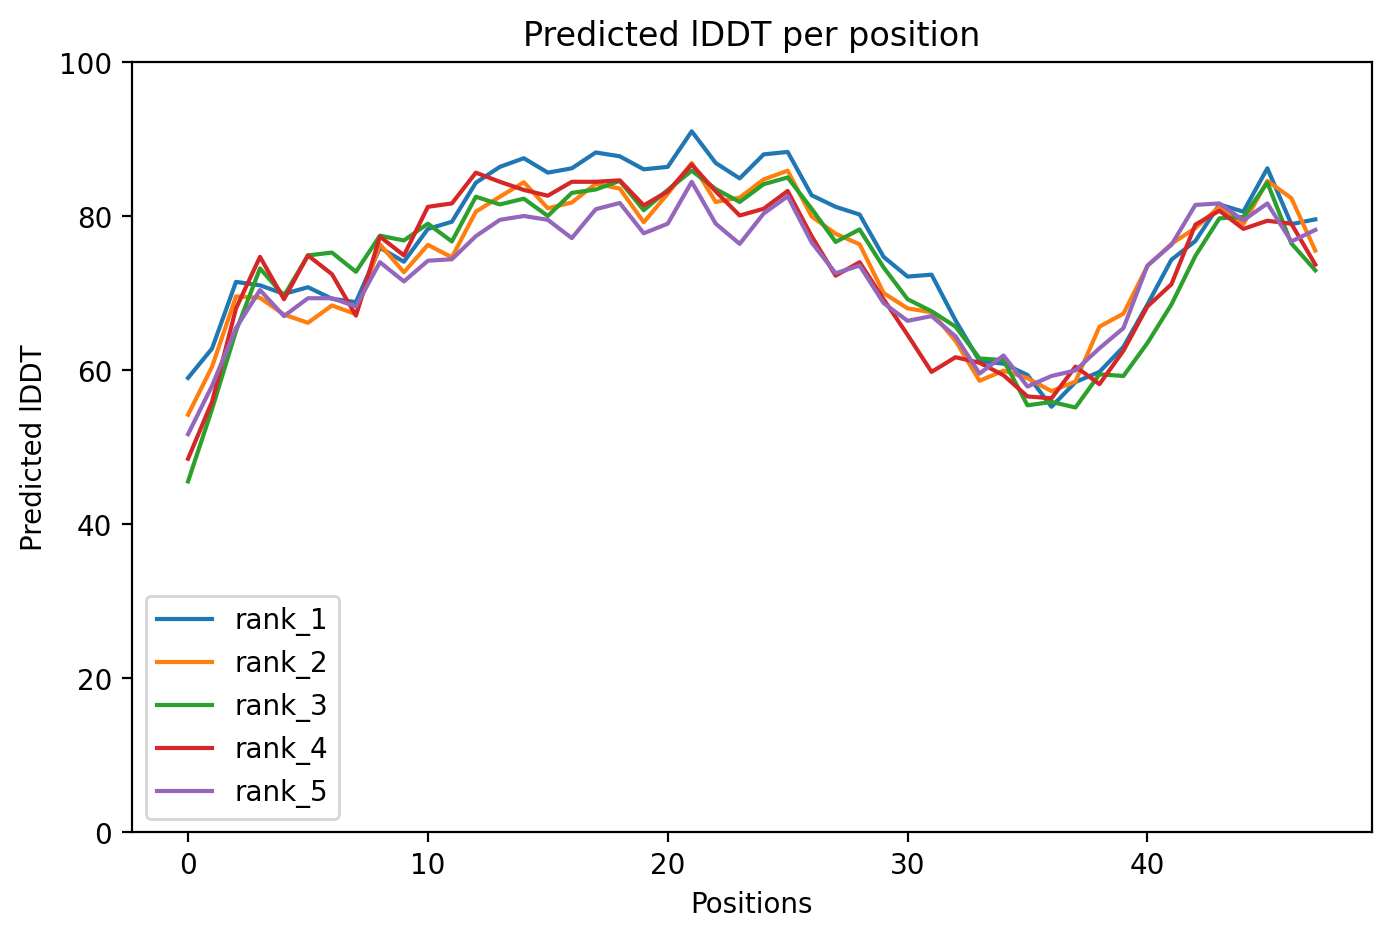 Predicted lDDT per position
100
80
60
40
20
0
Predicted lDDT
rank_1
rank_2
rank_3
rank_4
rank_5
0 10 20 30 40
Positions